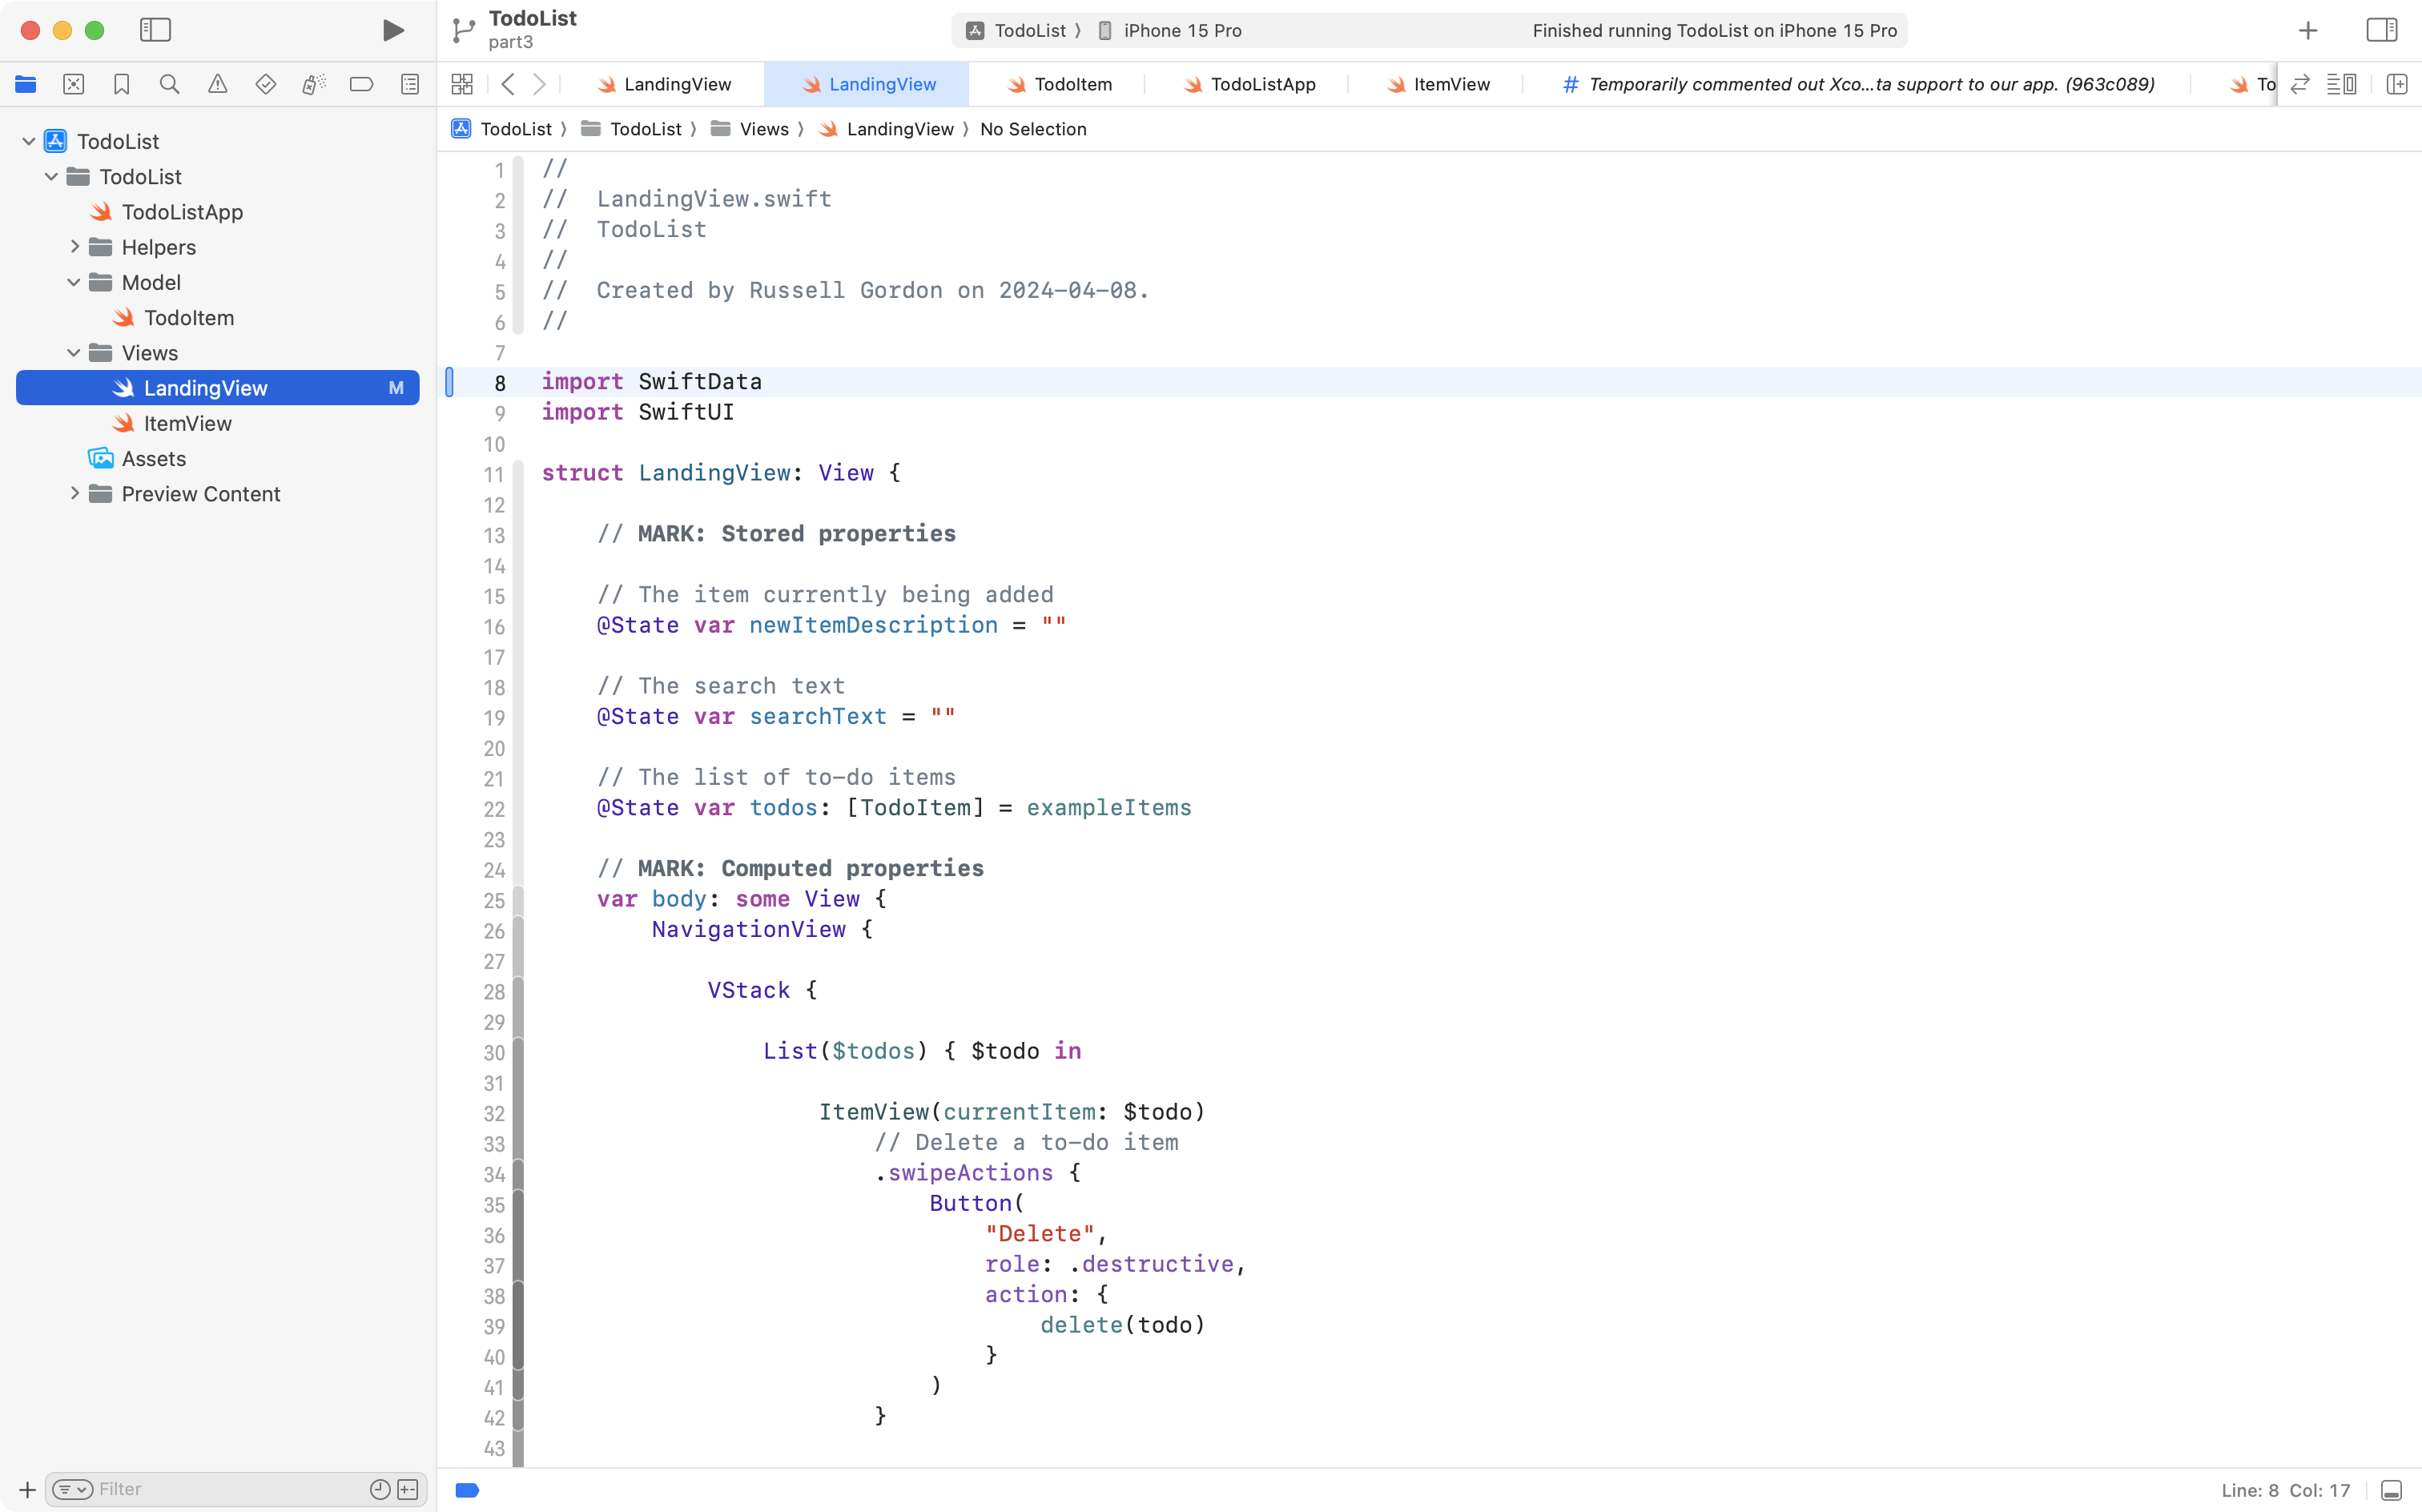 TodoList
part3
TodoList ⟩ iPhone 15 Pro
Finished running TodoList on iPhone 15 Pro
LandingView
LandingView
TodoItem
TodoListApp
ItemView
# Temporarily commented out Xco...ta support to our app. (963c089)
To
TodoList ⟩ TodoList ⟩ Views ⟩ LandingView ⟩ No Selection
TodoList
TodoList
TodoListApp
Helpers
Model
TodoItem
Views
LandingView M
ItemView
Assets
Preview Content
Filter
1 //
2 //  LandingView.swift
3 //  TodoList
4 //
5 //  Created by Russell Gordon on 2024-04-08.
6 //
7
8 import SwiftData
9 import SwiftUI
10
11 struct LandingView: View {
12
13     // MARK: Stored properties
14
15     // The item currently being added
16     @State var newItemDescription = ""
17
18     // The search text
19     @State var searchText = ""
20
21     // The list of to-do items
22     @State var todos: [TodoItem] = exampleItems
23
24     // MARK: Computed properties
25     var body: some View {
26         NavigationView {
27
28             VStack {
29
30                 List($todos) { $todo in
31
32                     ItemView(currentItem: $todo)
33                         // Delete a to-do item
34                         .swipeActions {
35                             Button(
36                                 "Delete",
37                                 role: .destructive,
38                                 action: {
39                                     delete(todo)
40                                 }
41                             )
42                         }
43
Line: 8  Col: 17